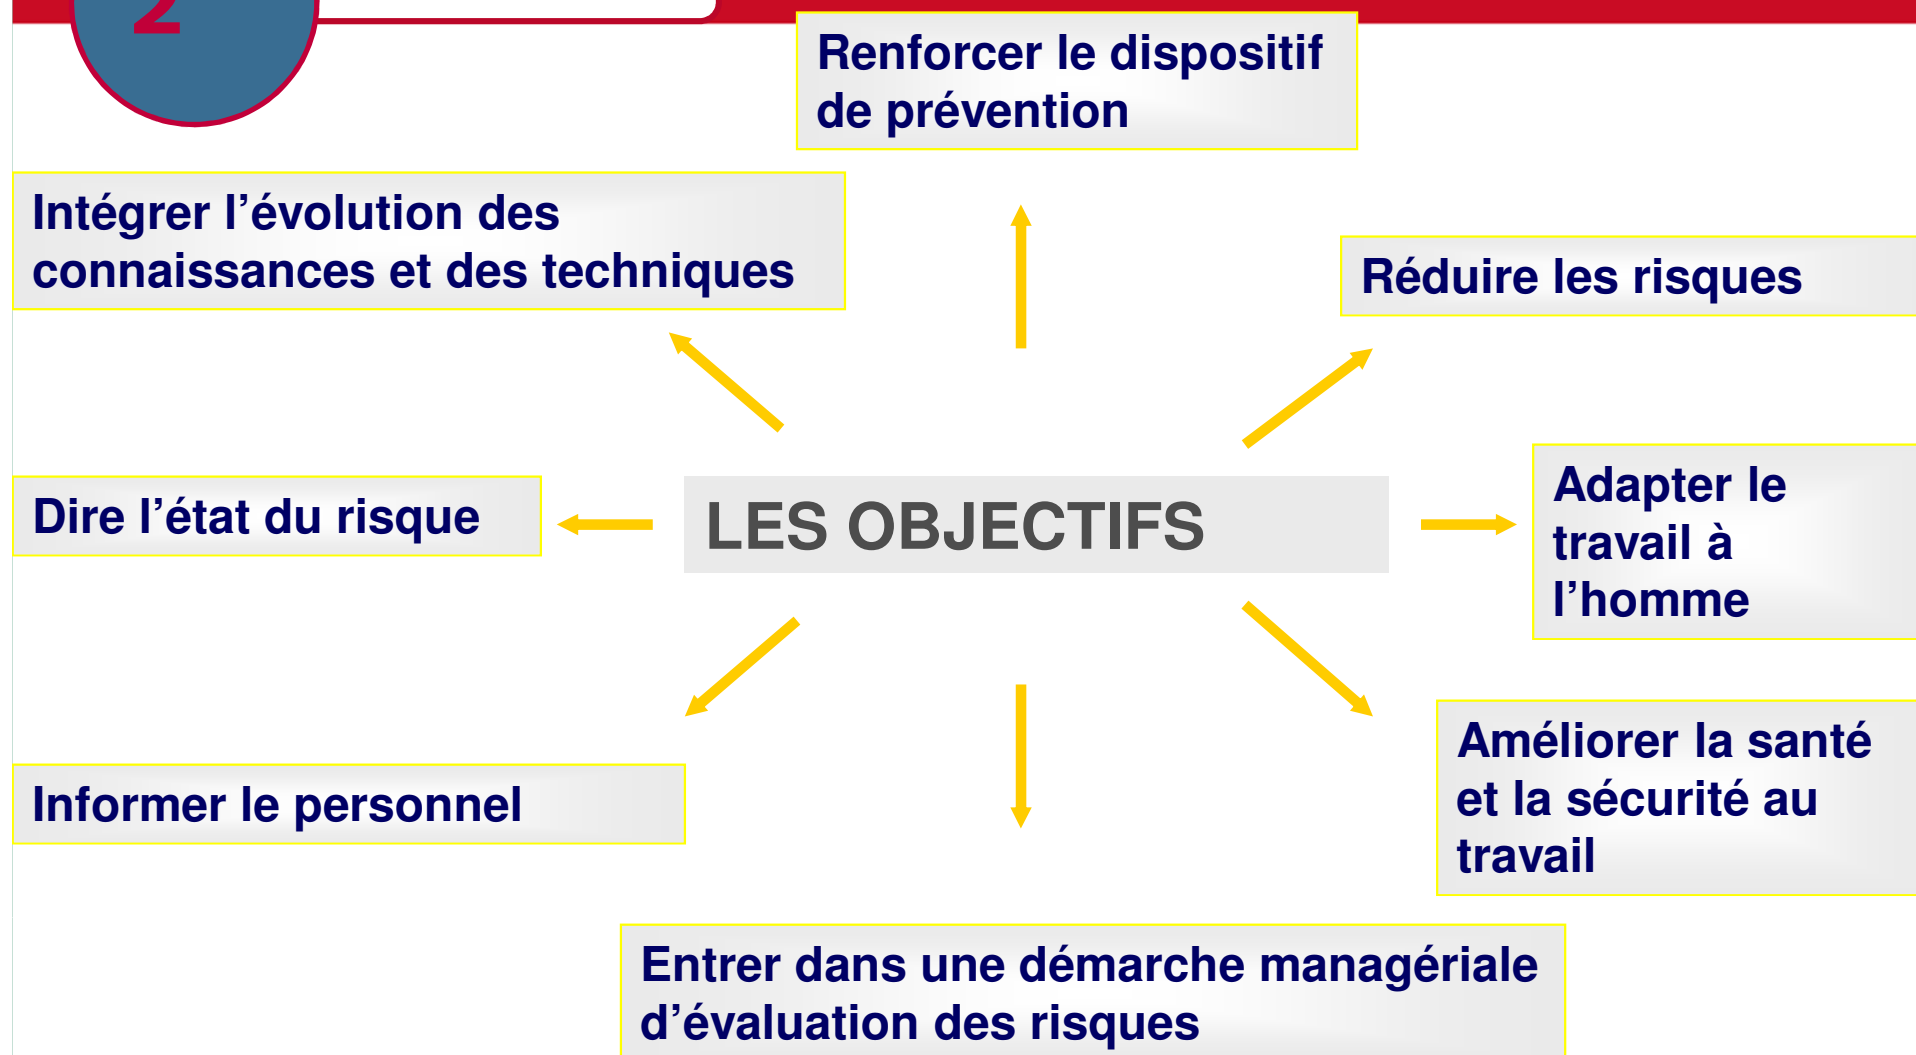 2
Renforcer le dispositif
de prévention
Intégrer l’évolution des
connaissances et des techniques
Réduire les risques
Dire l’état du risque
LES OBJECTIFS
Adapter le
travail à
l’homme
Informer le personnel
Améliorer la santé
et la sécurité au
travail
Entrer dans une démarche managériale
d’évaluation des risques